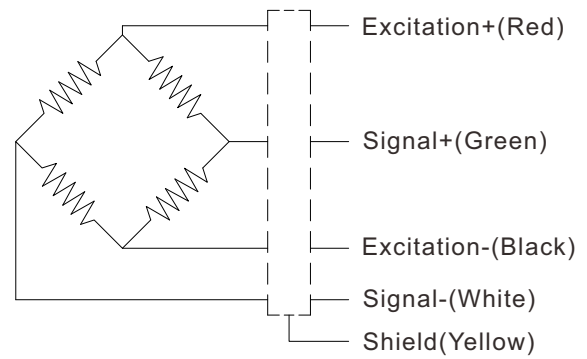 Excitation+(Red)
Signal+(Green)
Excitation-(Black)
Signal-(White)
Shield(Yellow)